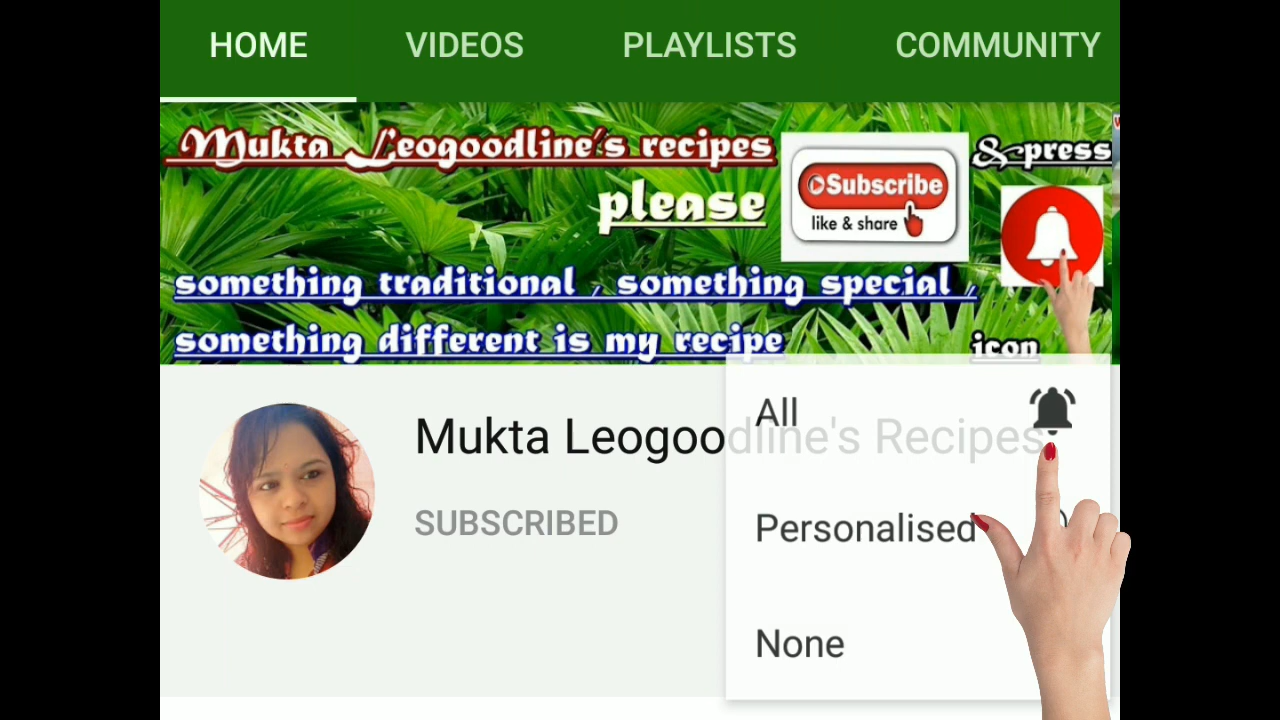 HOME VIDEOS PLAYLISTS COMMUNITY
Mukta Leogoodline's recipes
please
Subscribe
like & share
& press
something traditional , something special ,
something different is my recipe
icon
Mukta Leogoodline's Recipes
SUBSCRIBED
All
Personalised
None